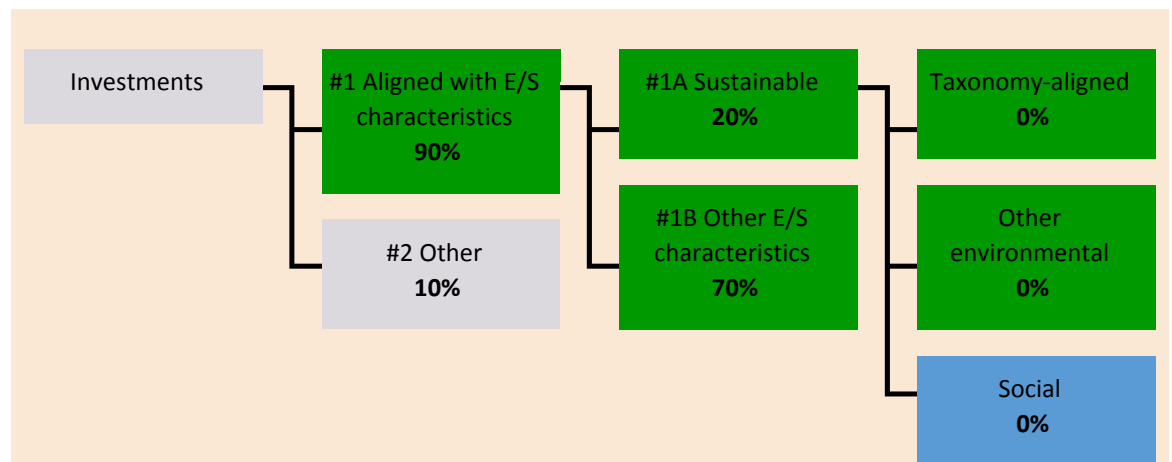 Investments
#1 Aligned with E/S
characteristics
90%
#2 Other
10%
#1A Sustainable
20%
#1B Other E/S
characteristics
70%
Taxonomy-aligned
0%
Other
environmental
0%
Social
0%